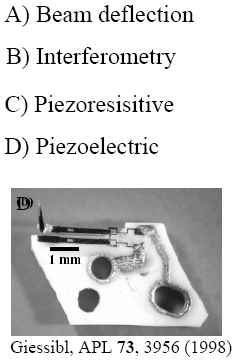 A) Beam deflection
B) Interferometry
C) Piezoresisitive
D) Piezoelectric
D)
1 mm
Giessibl, APL 73, 3956 (1998)